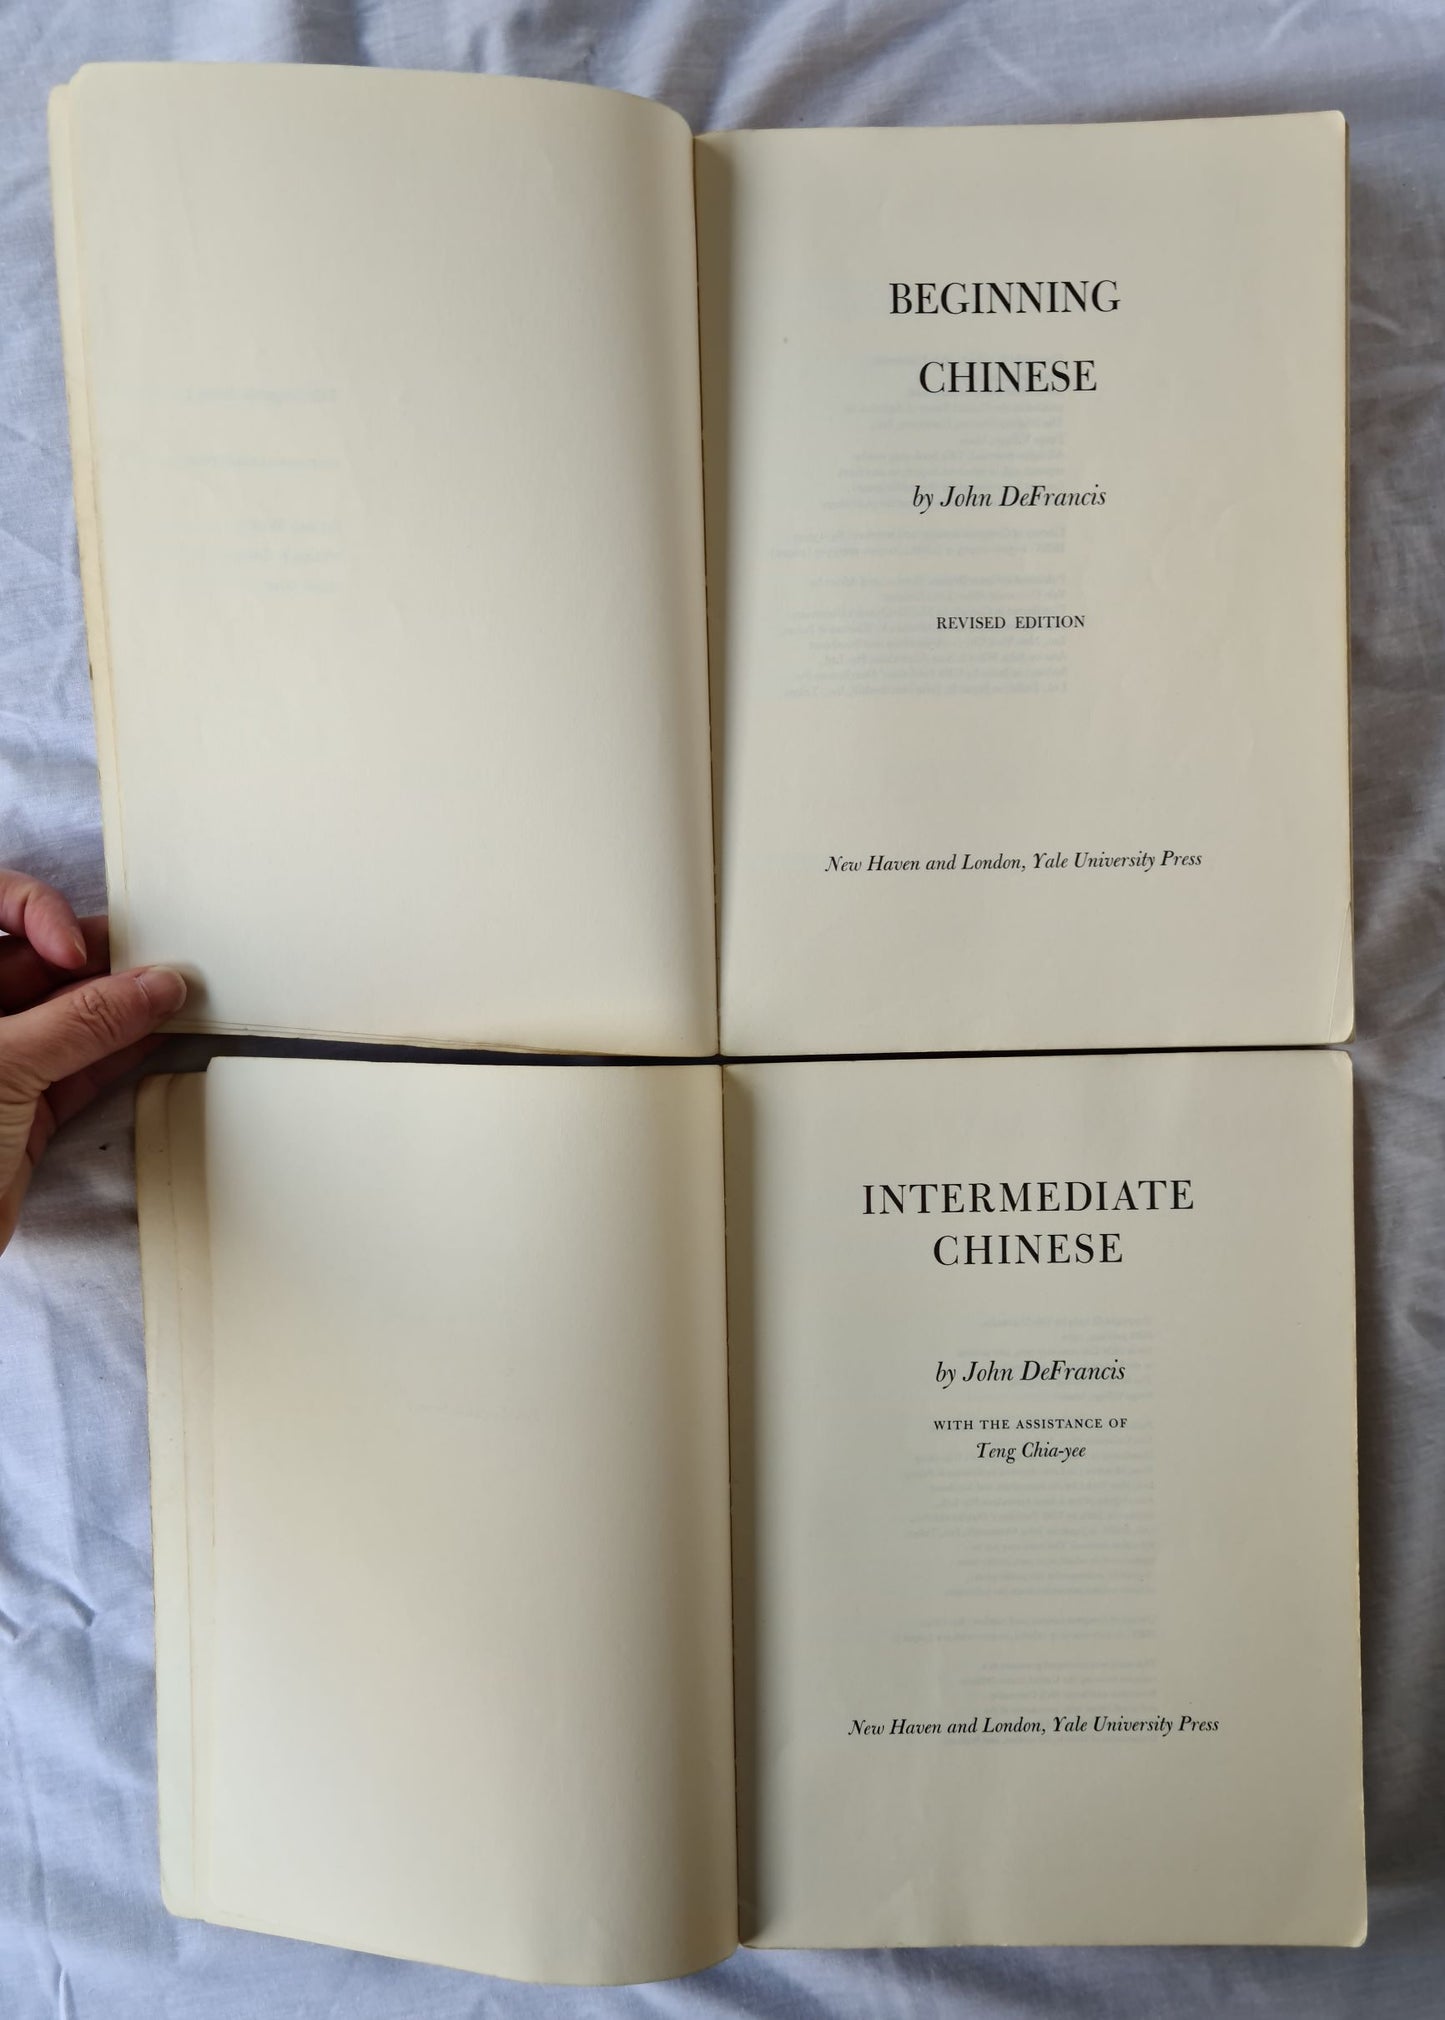 BEGINNING
CHINESE
by John DeFrancis
REVISED EDITION
New Haven and London, Yale University Press
INTERMEDIATE
CHINESE
by John DeFrancis
WITH THE ASSISTANCE OF
Teng Chia-yee
New Haven and London, Yale University Press